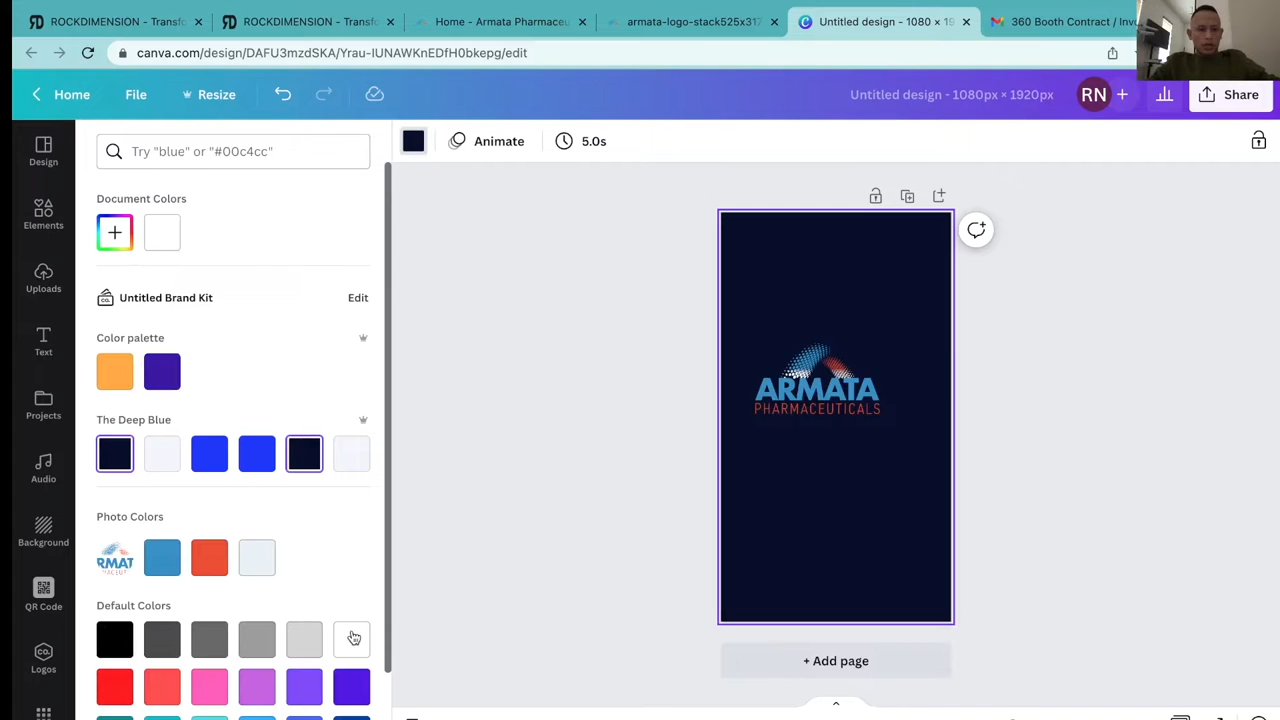 ROCKDIMENSION - Transfo
ROCKDIMENSION - Transfo
Home - Armata Pharmaceu
armata-logo-stack525x317
Untitled design - 1080 x 19
360 Booth Contract / Invo
canva.com/design/DAFU3mzdSKA/Yrau-IUNAWKnEDfH0bkepg/edit
Home
File
Resize
Untitled design - 1080px × 1920px
RN
Share
Design
Elements
Uploads
Text
Projects
Audio
Background
QR Code
Logos
Try "blue" or "#00c4cc"
Document Colors
Untitled Brand Kit
Edit
Color palette
The Deep Blue
Photo Colors
Default Colors
Animate
5.0s
ARMATA
PHARMACEUTICALS
+ Add page